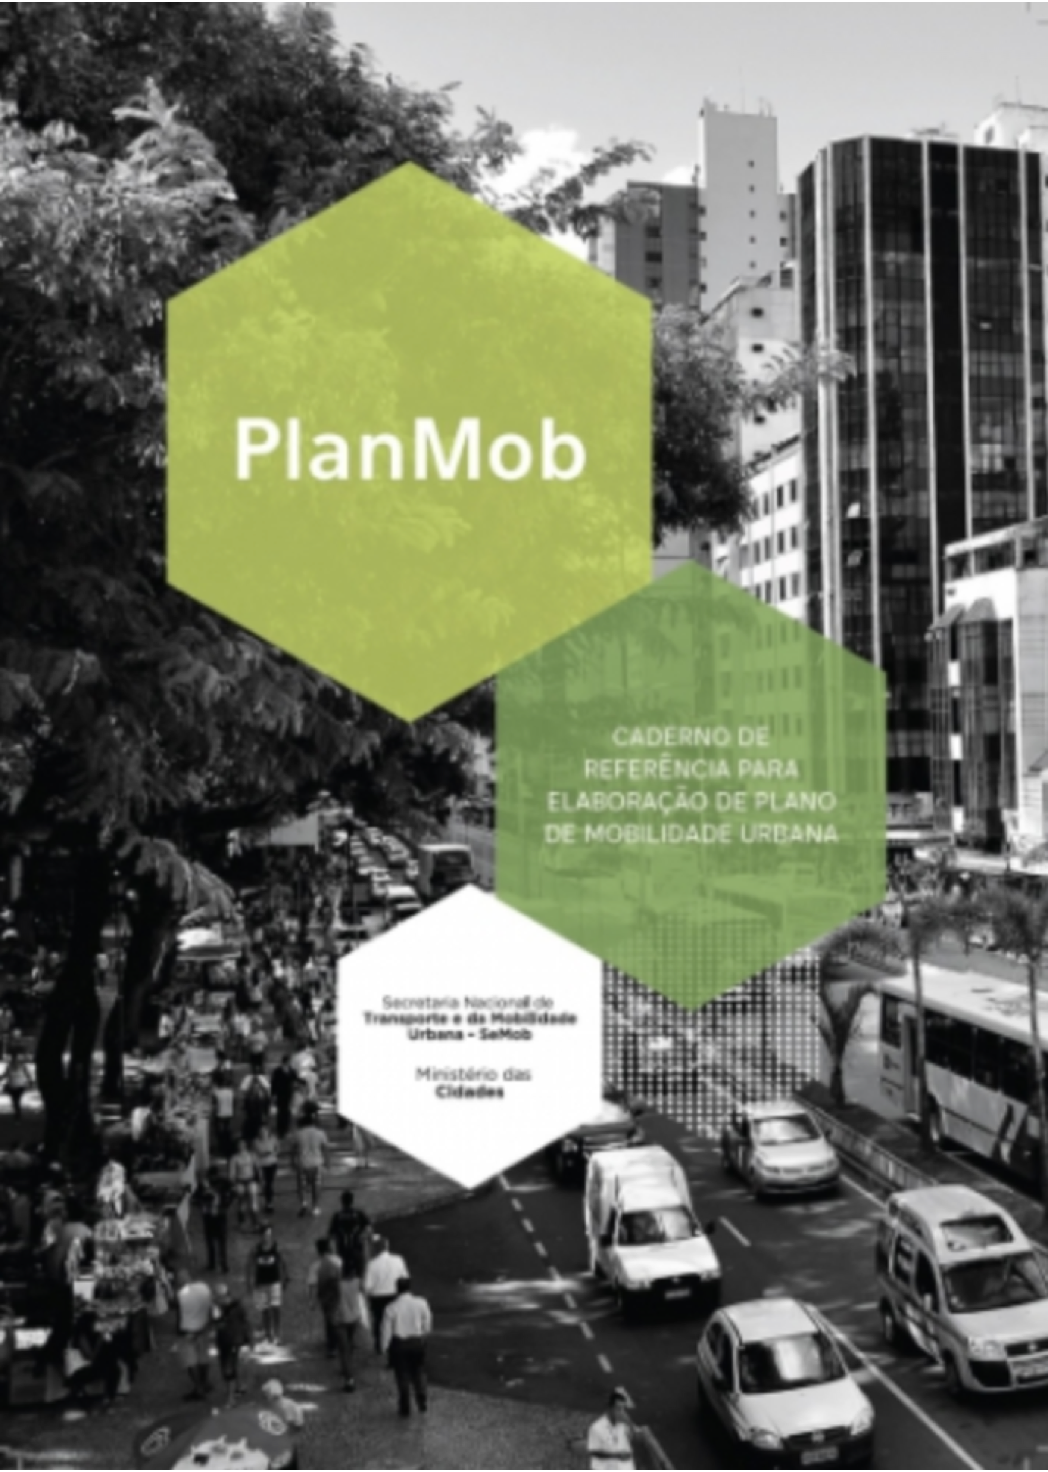 PlanMob
CADERNO DE
REFERÊNCIA PARA
ELABORAÇÃO DE PLANO
DE MOBILIDADE URBANA
Secretaria Nacional de
Transporte e da Mobilidade
Urbana - SeMob
Ministério das
Cidades